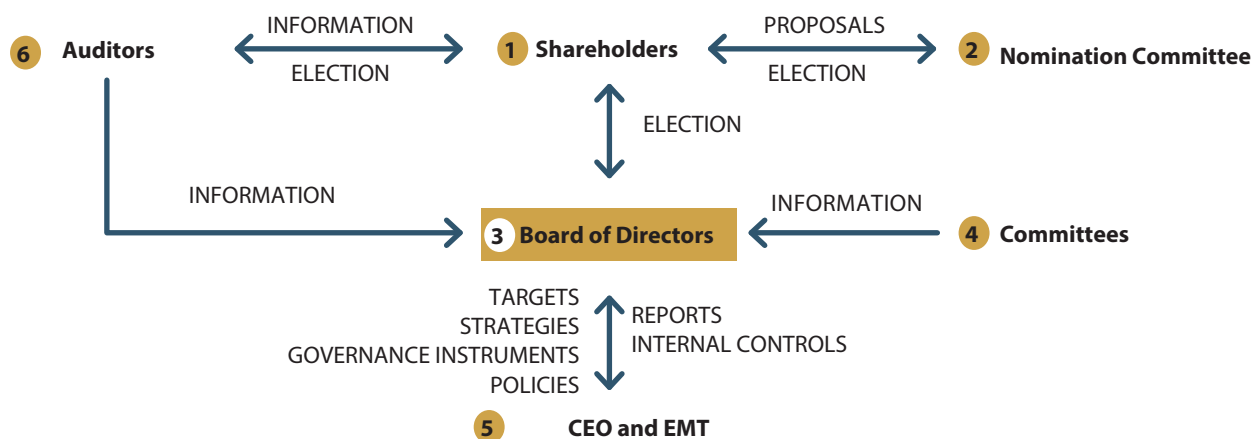 INFORMATION
PROPOSALS
6 Auditors
1 Shareholders
2 Nomination Committee
ELECTION
ELECTION
ELECTION
INFORMATION
INFORMATION
3 Board of Directors
4 Committees
TARGETS
STRATEGIES
GOVERNANCE INSTRUMENTS
POLICIES
REPORTS
INTERNAL CONTROLS
5 CEO and EMT